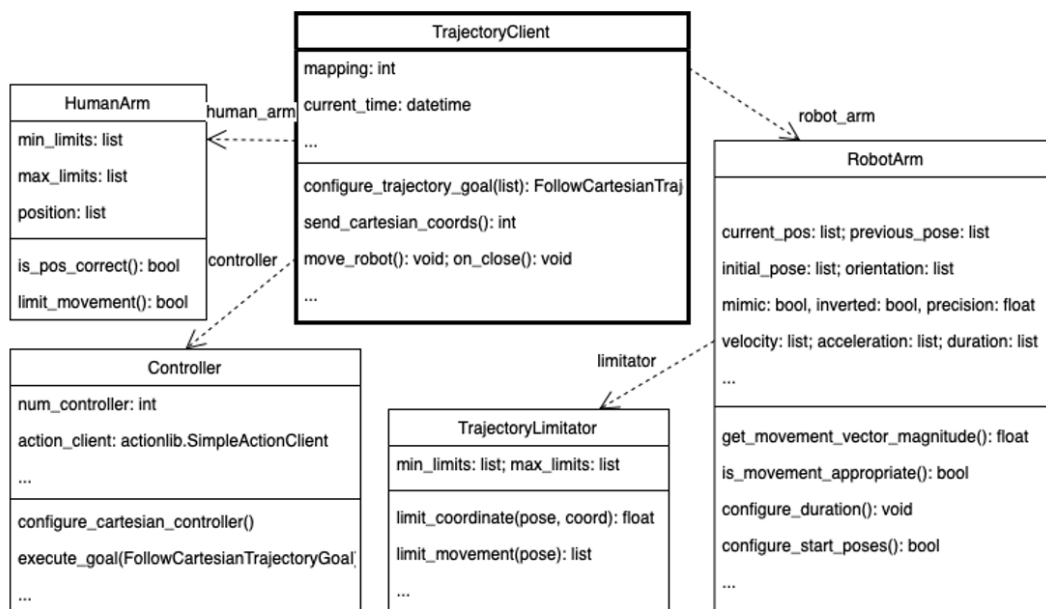 TrajectoryClient
mapping: int
current_time: datetime
...
configure_trajectory_goal(list): FollowCartesianTraj
send_cartesian_coords(): int
move_robot(): void; on_close(): void
...
human_arm
HumanArm
min_limits: list
max_limits: list
position: list
is_pos_correct(): bool
limit_movement(): bool
controller
robot_arm
RobotArm
current_pos: list; previous_pose: list
initial_pose: list; orientation: list
mimic: bool, inverted: bool, precision: float
velocity: list; acceleration: list; duration: list
...
get_movement_vector_magnitude(): float
is_movement_appropriate(): bool
configure_duration(): void
configure_start_poses(): bool
...
limitator
Controller
num_controller: int
action_client: actionlib.SimpleActionClient
...
configure_cartesian_controller()
execute_goal(FollowCartesianTrajectoryGoal)
...
TrajectoryLimitator
min_limits: list; max_limits: list
limit_coordinate(pose, coord): float
limit_movement(pose): list
...